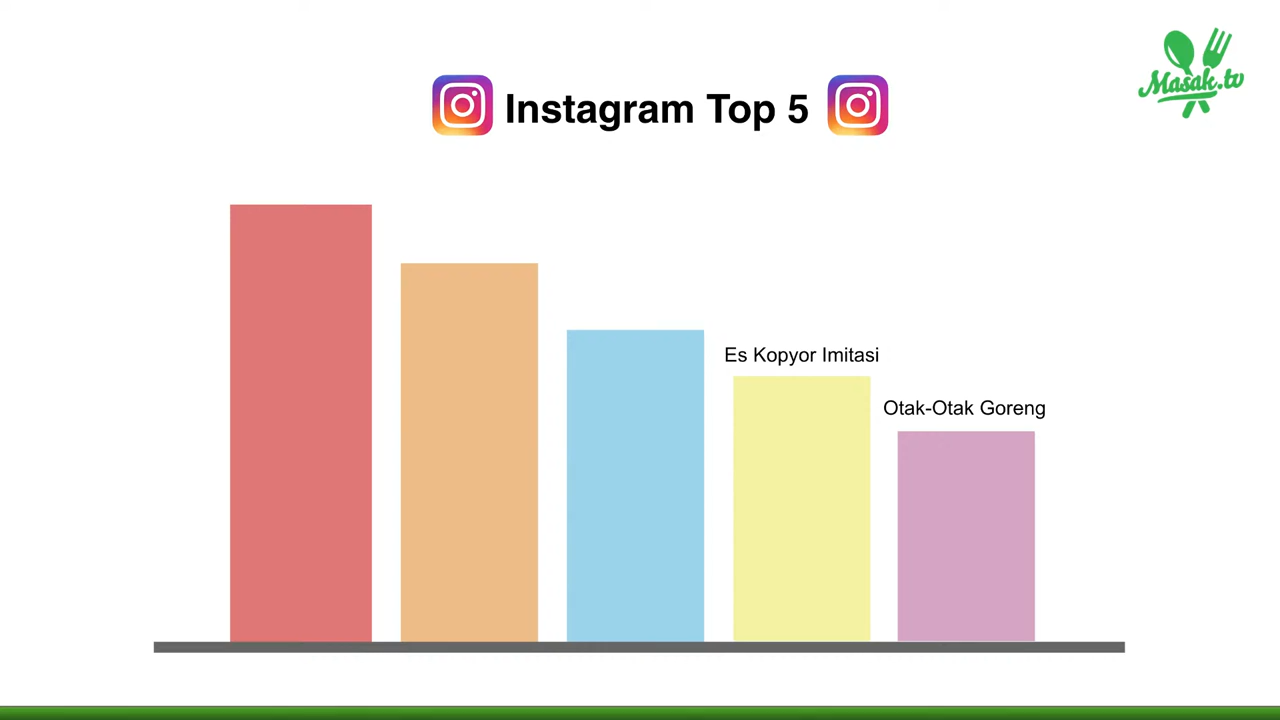 Masak.tv
Instagram Top 5
Es Kopyor Imitasi
Otak-Otak Goreng